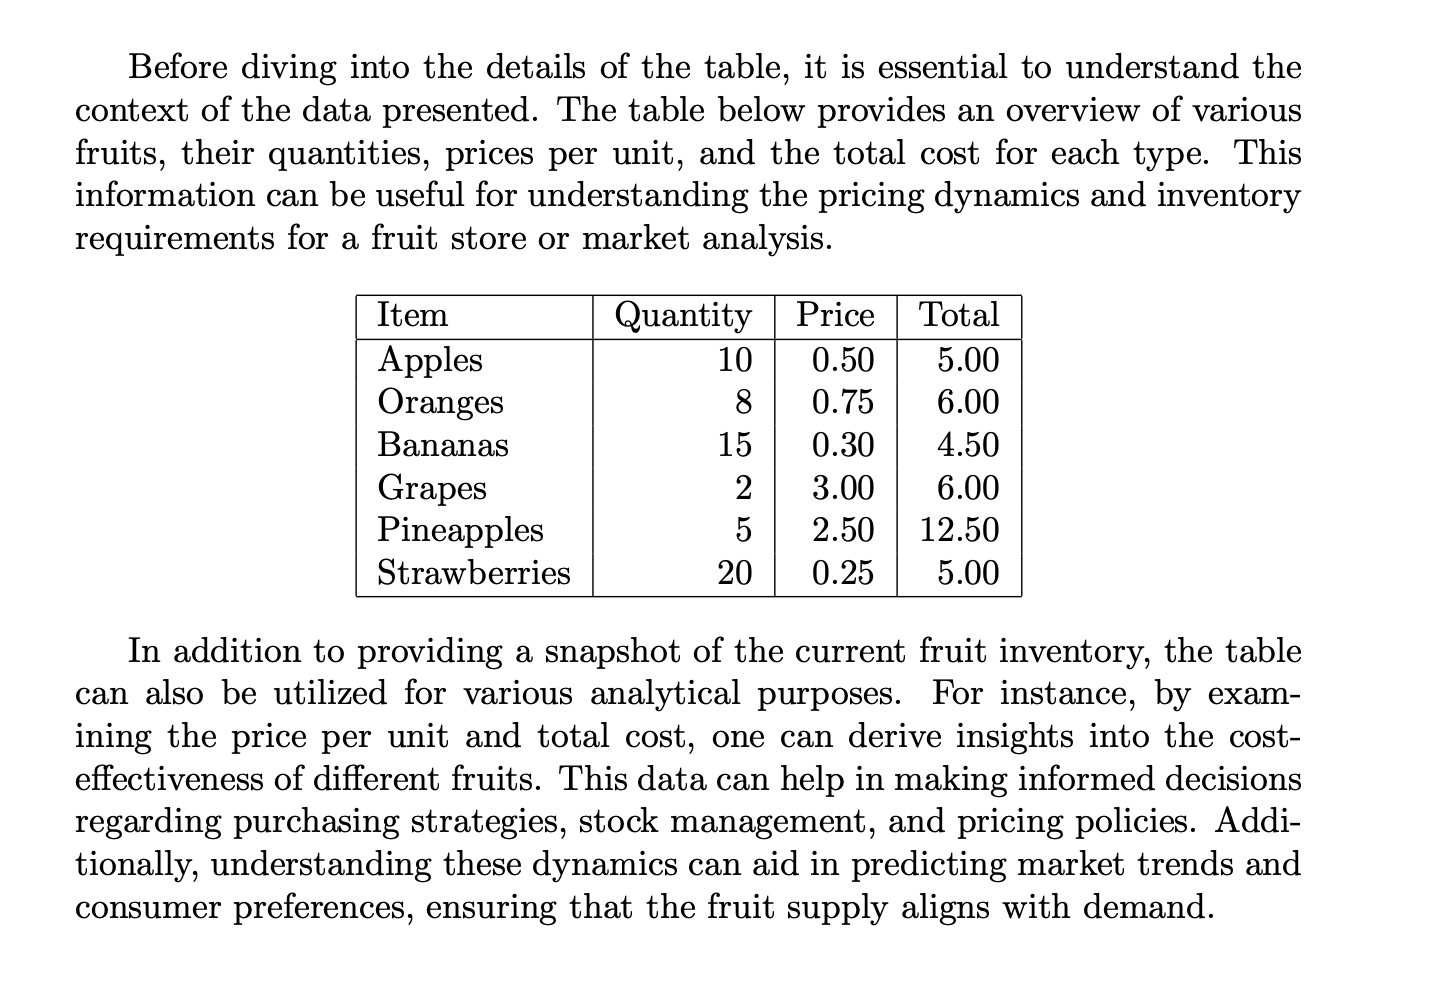 Before diving into the details of the table, it is essential to understand the
context of the data presented. The table below provides an overview of various
fruits, their quantities, prices per unit, and the total cost for each type. This
information can be useful for understanding the pricing dynamics and inventory
requirements for a fruit store or market analysis.
Item Quantity Price Total
Apples 10 0.50 5.00
Oranges 8 0.75 6.00
Bananas 15 0.30 4.50
Grapes 2 3.00 6.00
Pineapples 5 2.50 12.50
Strawberries 20 0.25 5.00
In addition to providing a snapshot of the current fruit inventory, the table
can also be utilized for various analytical purposes. For instance, by exam-
ining the price per unit and total cost, one can derive insights into the cost-
effectiveness of different fruits. This data can help in making informed decisions
regarding purchasing strategies, stock management, and pricing policies. Addi-
tionally, understanding these dynamics can aid in predicting market trends and
consumer preferences, ensuring that the fruit supply aligns with demand.